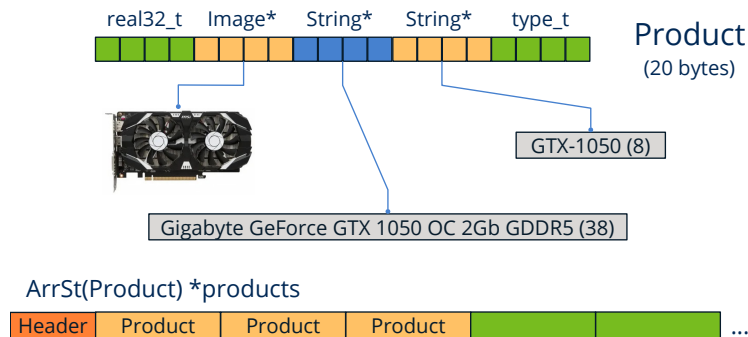 real32_t Image* String* String* type_t
Product
(20 bytes)
GTX-1050 (8)
Gigabyte GeForce GTX 1050 OC 2Gb GDDR5 (38)
ArrSt(Product) *products
Header Product Product Product ...